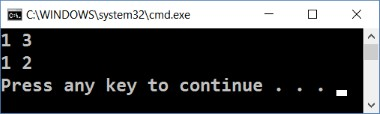 C:\WINDOWS\system32\cmd.exe
1 3
1 2
Press any key to continue . . .